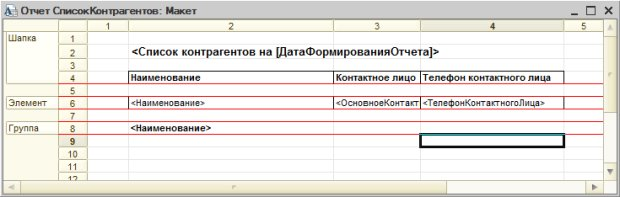 Отчет СписокКонтрагентов: Макет
1 2 3 4 5
Шапка 1
2 <Список контрагентов на [ДатаФормированияОтчета]>
3
4 Наименование Контактное лицо Телефон контактного лица
5
Элемент 6 <Наименование> <ОсновноеКонтакт <ТелефонКонтактногоЛица>
7
Группа 8 <Наименование>
9
10
11
12